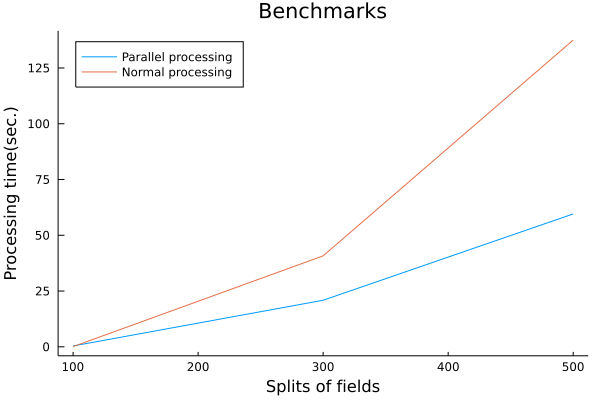 Benchmarks
Parallel processing
Normal processing
Processing time(sec.)
125
100
75
50
25
0
100 200 300 400 500
Splits of fields